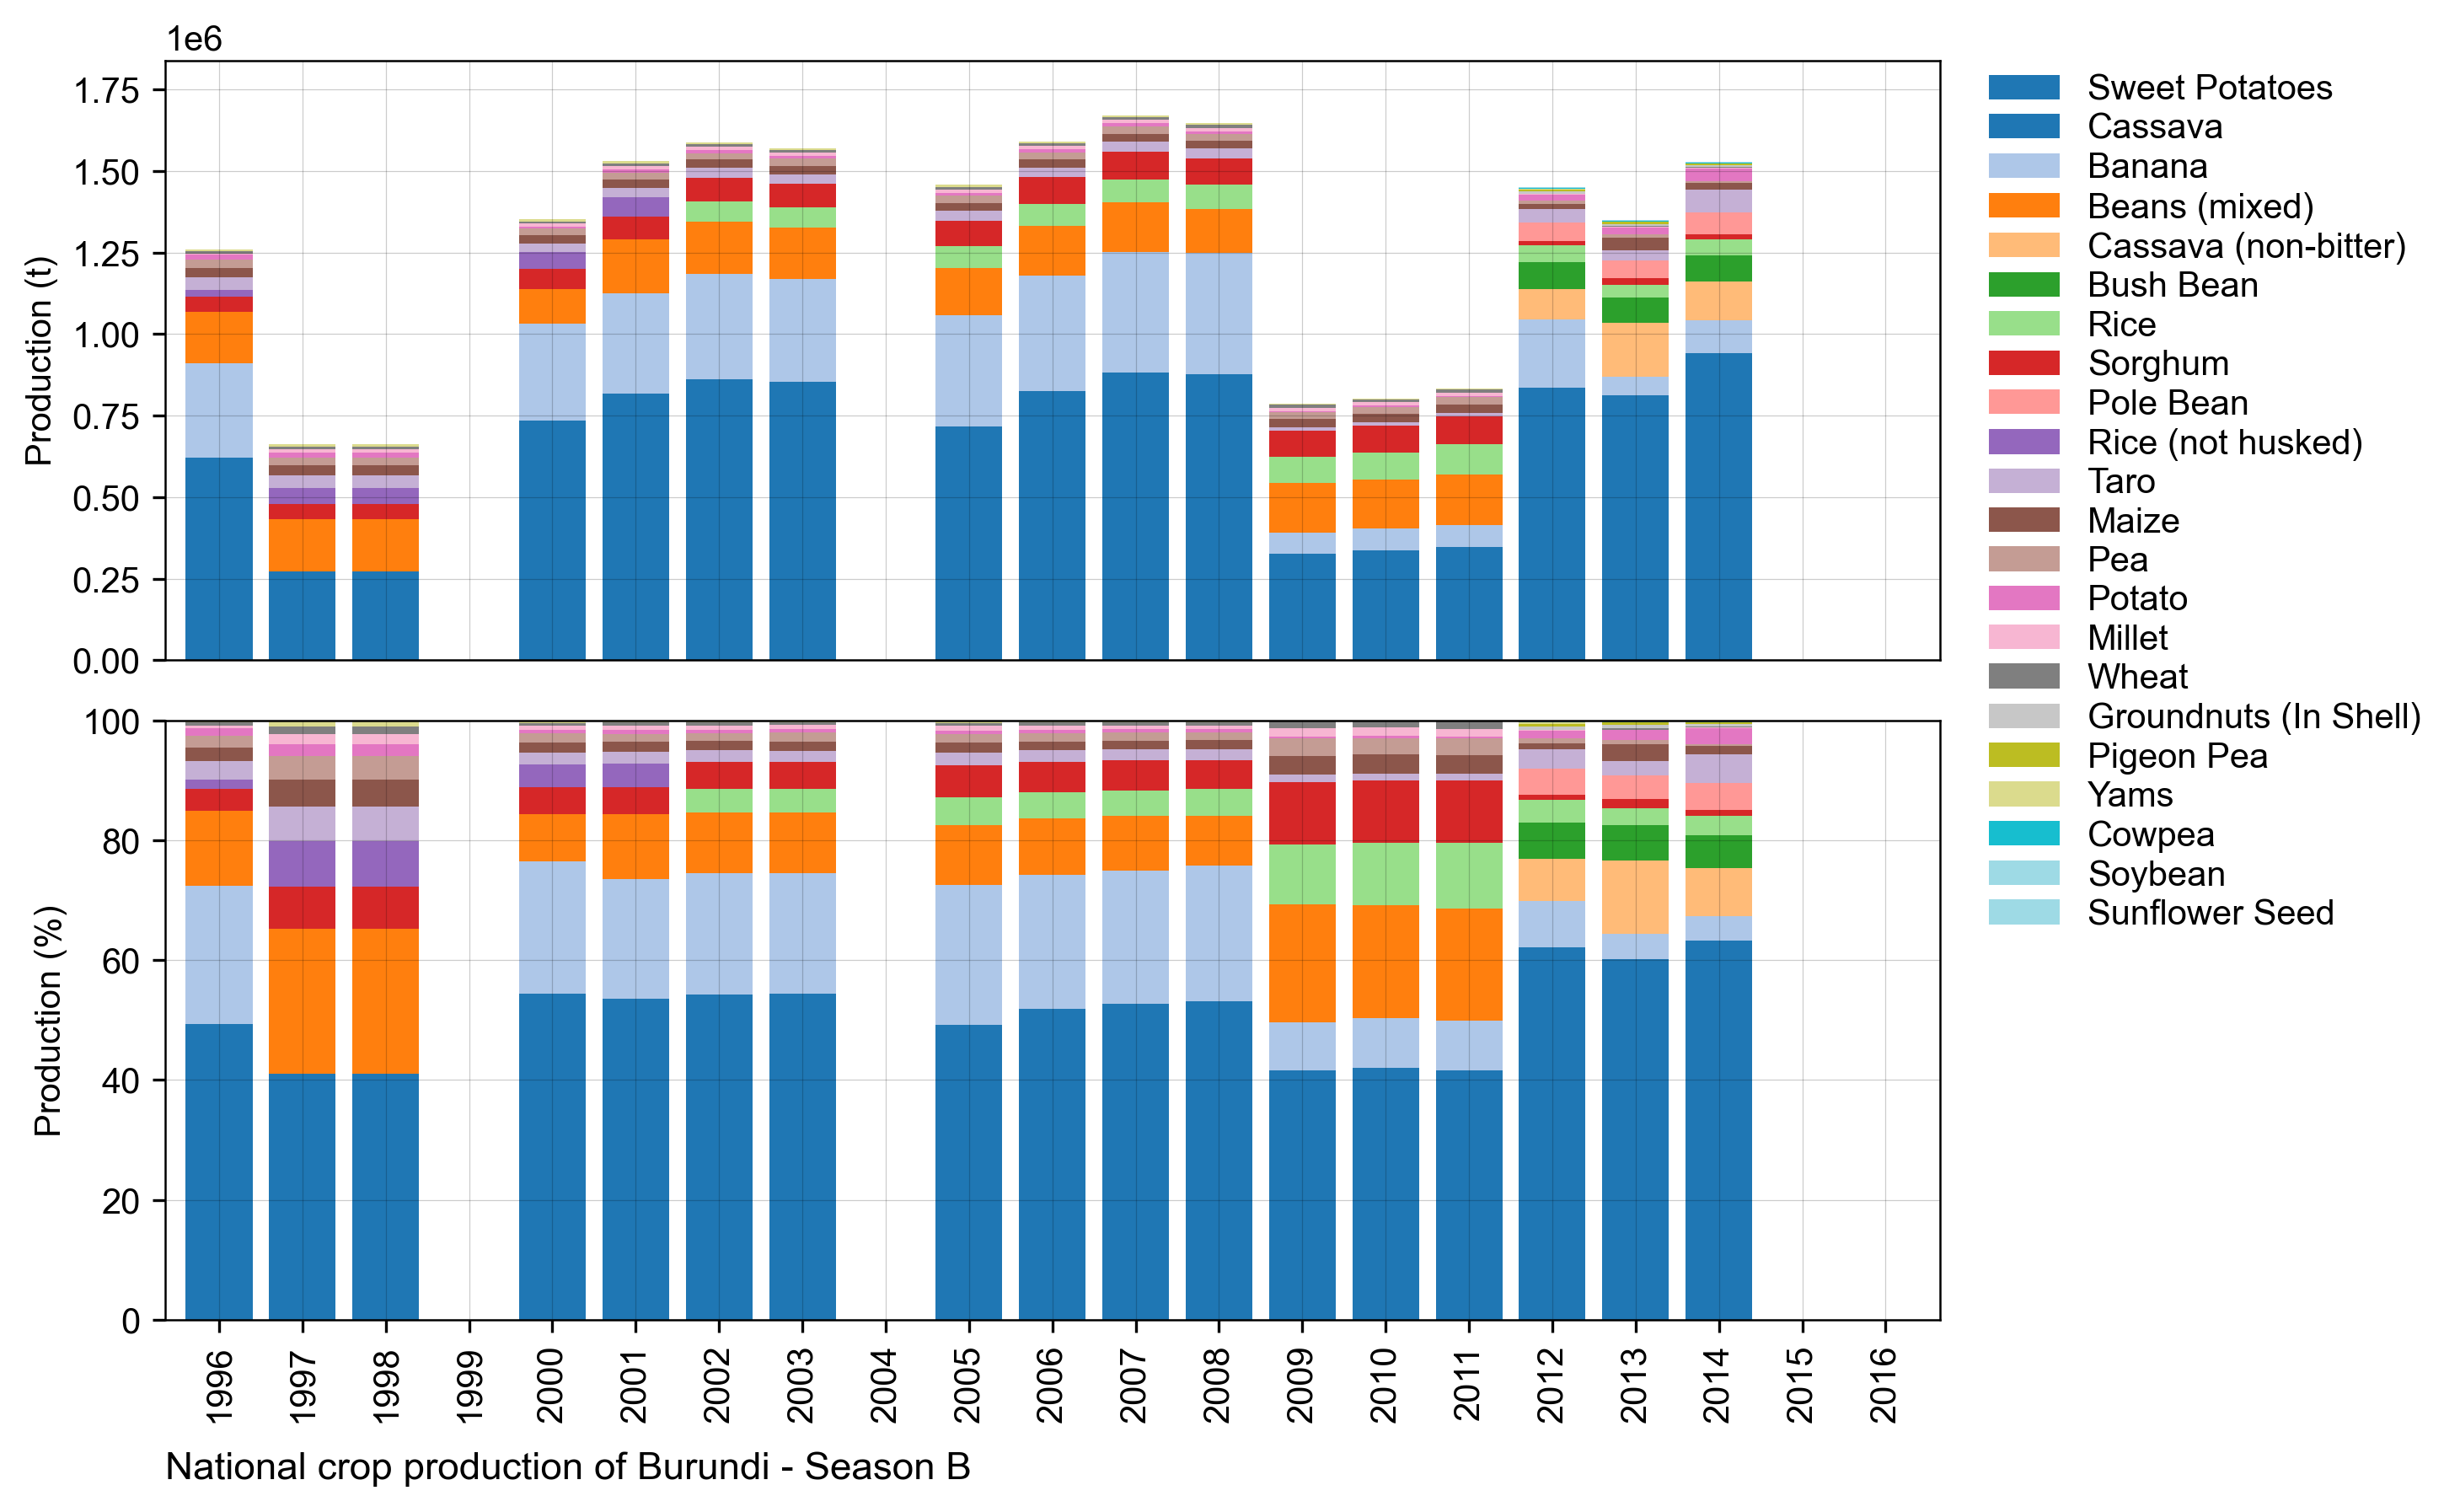 1e6
1.75
1.50
1.25
1.00
0.75
0.50
0.25
0.00
Production (t)
100
80
60
40
20
0
Production (%)
1996
1997
1998
1999
2000
2001
2002
2003
2004
2005
2006
2007
2008
2009
2010
2011
2012
2013
2014
2015
2016
Sweet Potatoes
Cassava
Banana
Beans (mixed)
Cassava (non-bitter)
Bush Bean
Rice
Sorghum
Pole Bean
Rice (not husked)
Taro
Maize
Pea
Potato
Millet
Wheat
Groundnuts (In Shell)
Pigeon Pea
Yams
Cowpea
Soybean
Sunflower Seed
National crop production of Burundi - Season B